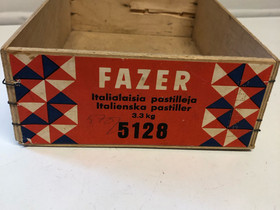 FAZER
Italialaisia pastilleja
Italienska pastiller
3.3 kg
5128